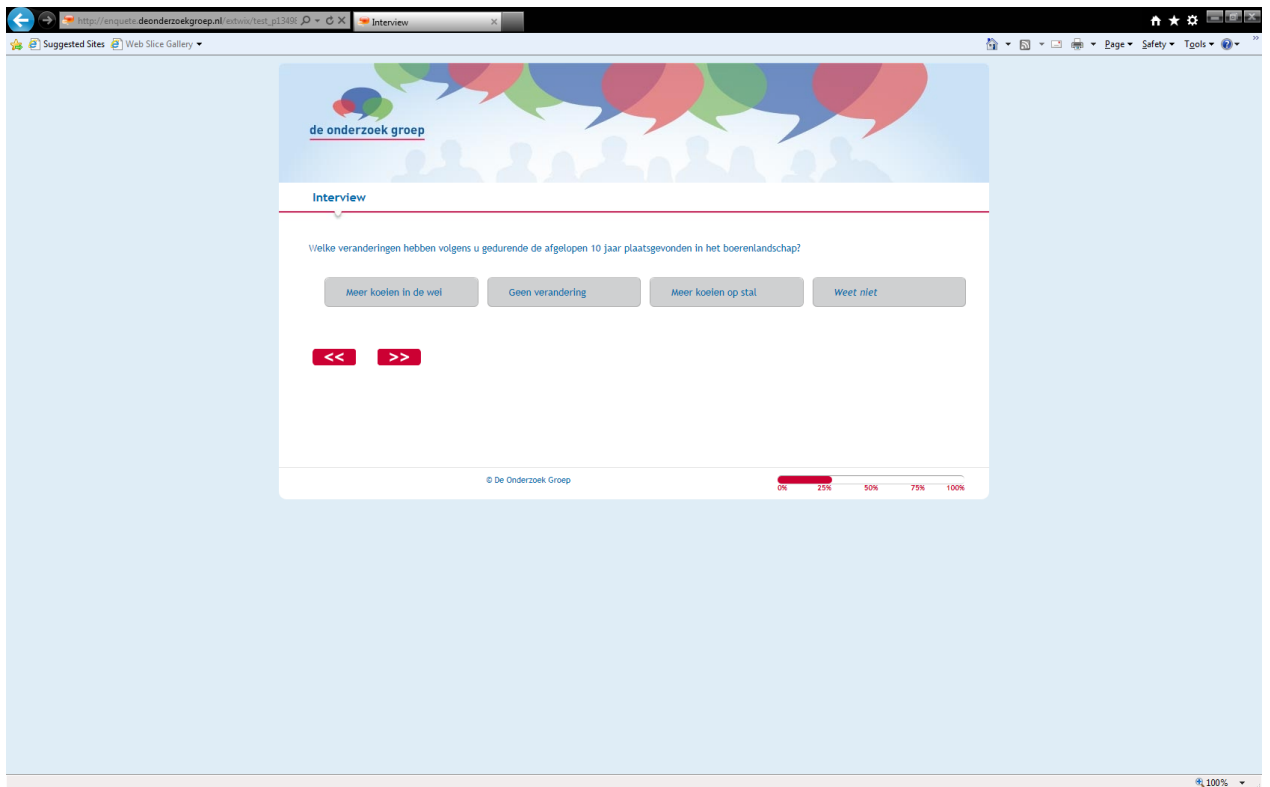 http://enquete.deonderzoekgroep.nl/extwix/test_p1349
Interview
Suggested Sites Web Slice Gallery
Page Safety Tools
de onderzoek groep
Interview
Welke veranderingen hebben volgens u gedurende de afgelopen 10 jaar plaatsgevonden in het boerenlandschap?
Meer koeien in de wei Geen verandering Meer koeien op stal Weet niet
<< >>
© De Onderzoek Groep
0% 25% 50% 75% 100%
100%